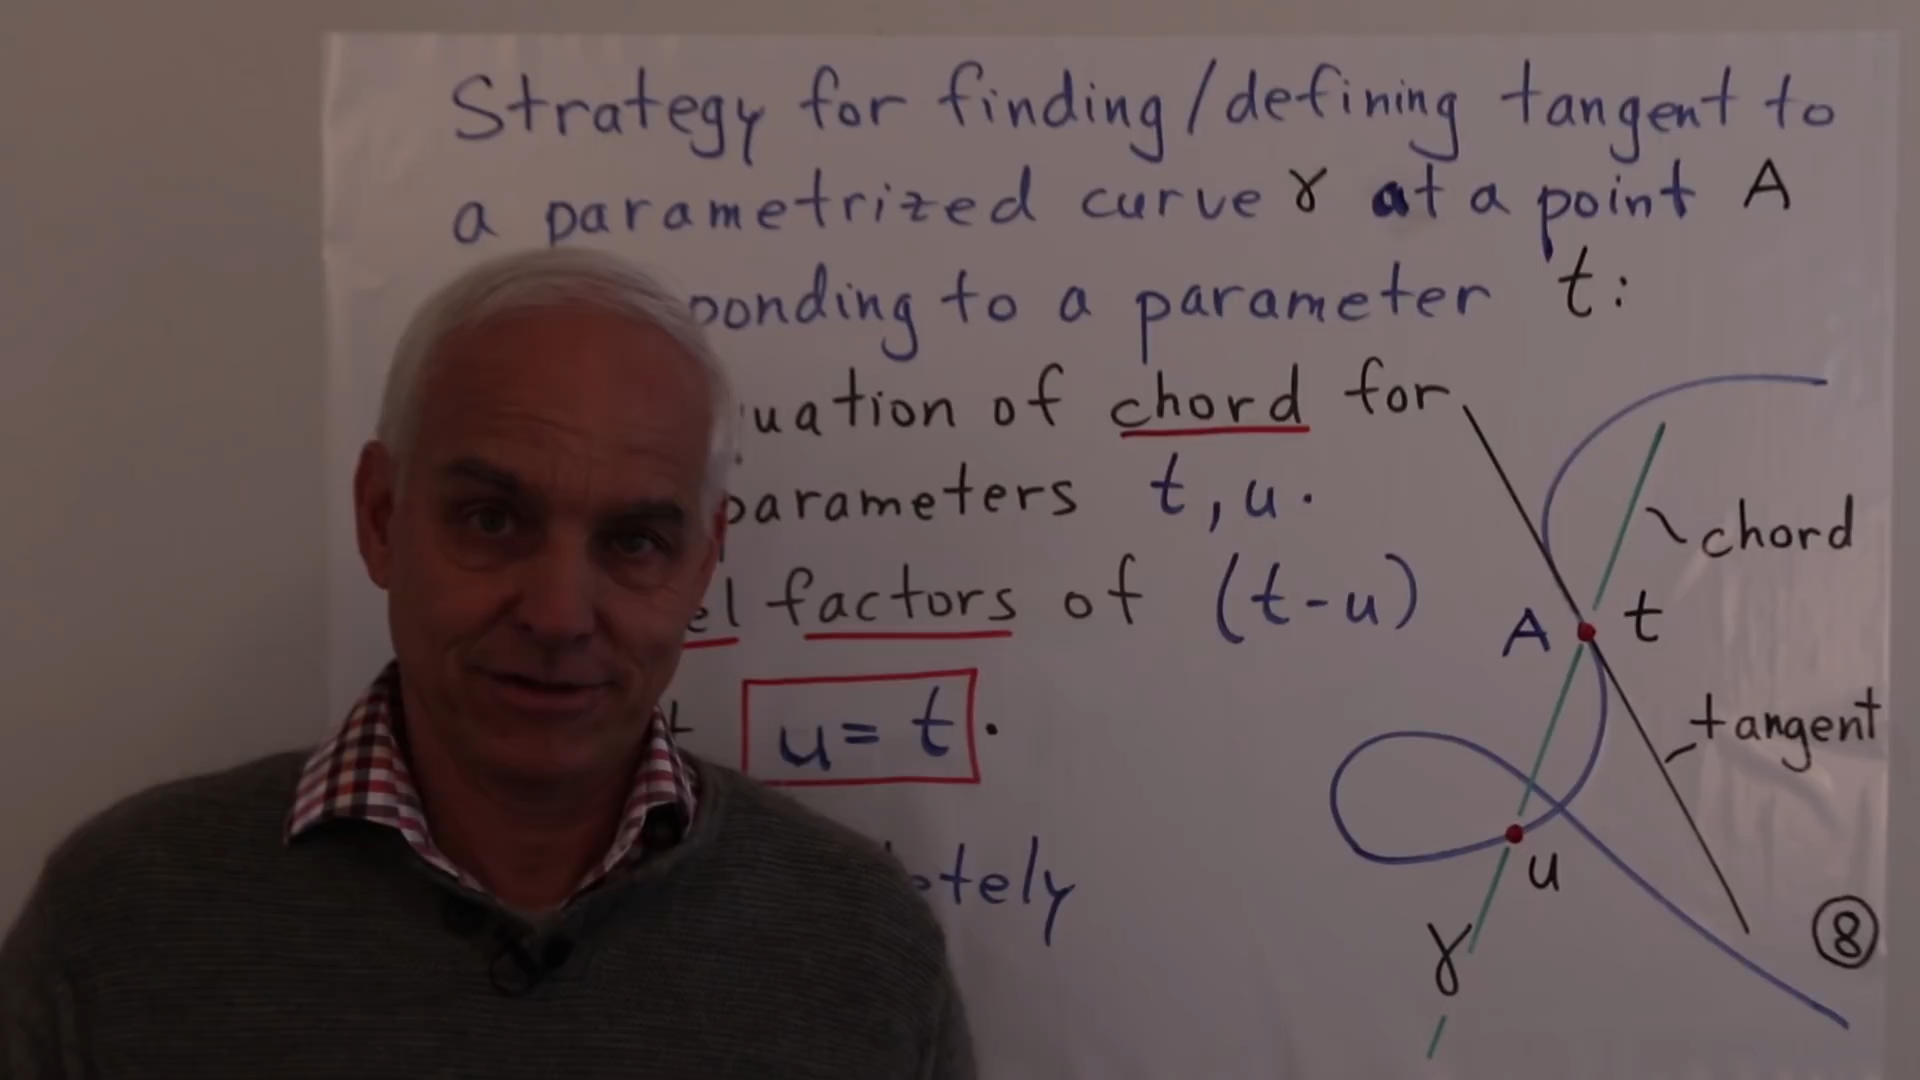 Strategy for finding/defining tangent to
a parametrized curve γ at a point A
ponding to a parameter t:
uation of chord for
parameters t, u.
el factors of (t-u)
u = t.
etely
chord
A t
tangent
u
γ
8